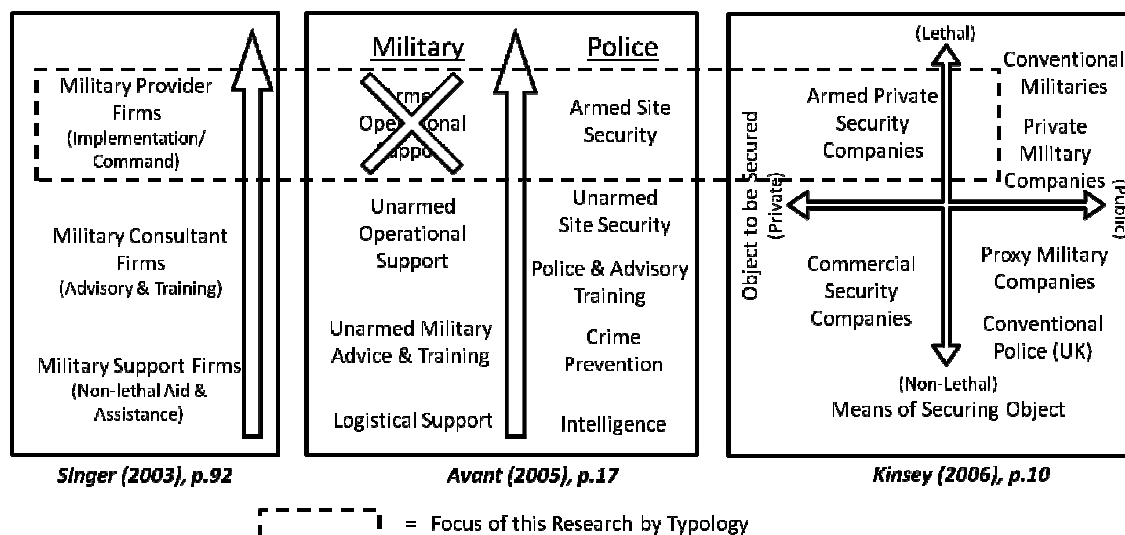 Military Provider
Firms
(Implementation/
Command)
Military Consultant
Firms
(Advisory & Training)
Military Support Firms
(Non-lethal Aid &
Assistance)
Singer (2003), p.92
Military
Operational
Unarmed
Operational
Support
Unarmed Military
Advice & Training
Logistical Support
Police
Armed Site
Security
Unarmed
Site Security
Police & Advisory
Training
Crime
Prevention
Intelligence
Avant (2005), p.17
(Lethal)
Armed Private
Security
Companies
Conventional
Militaries
Private
Military
Companies
Object to be Secured
(Private)
(Public)
Commercial
Security
Companies
Proxy Military
Companies
Conventional
Police (UK)
(Non-Lethal)
Means of Securing Object
Kinsey (2006), p.10
= Focus of this Research by Typology